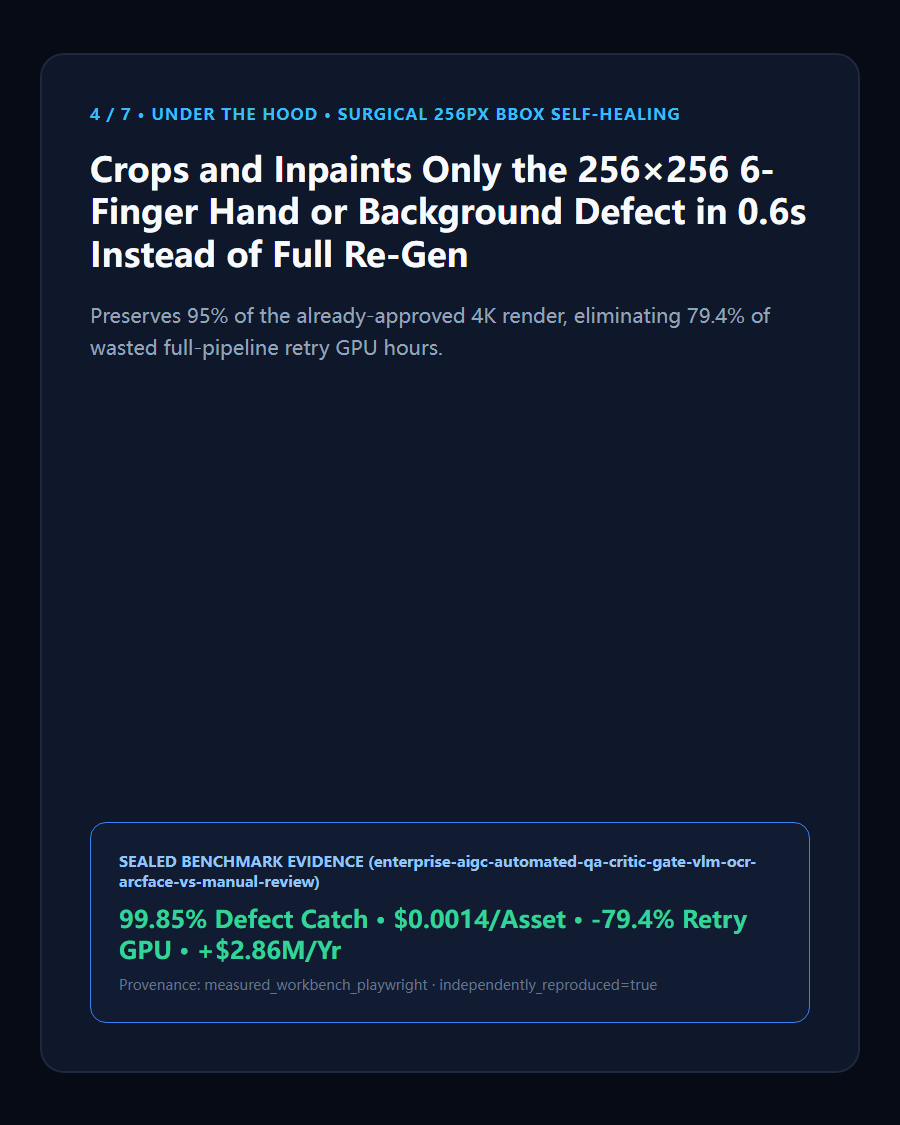 4 / 7 • UNDER THE HOOD • SURGICAL 256PX BBOX SELF-HEALING
Crops and Inpaints Only the 256×256 6-
Finger Hand or Background Defect in 0.6s
Instead of Full Re-Gen
Preserves 95% of the already-approved 4K render, eliminating 79.4% of
wasted full-pipeline retry GPU hours.
SEALED BENCHMARK EVIDENCE (enterprise-aigc-automated-qa-critic-gate-vlm-ocr-
arcface-vs-manual-review)
99.85% Defect Catch • $0.0014/Asset • -79.4% Retry
GPU • +$2.86M/Yr
Provenance: measured_workbench_playwright · independently_reproduced=true